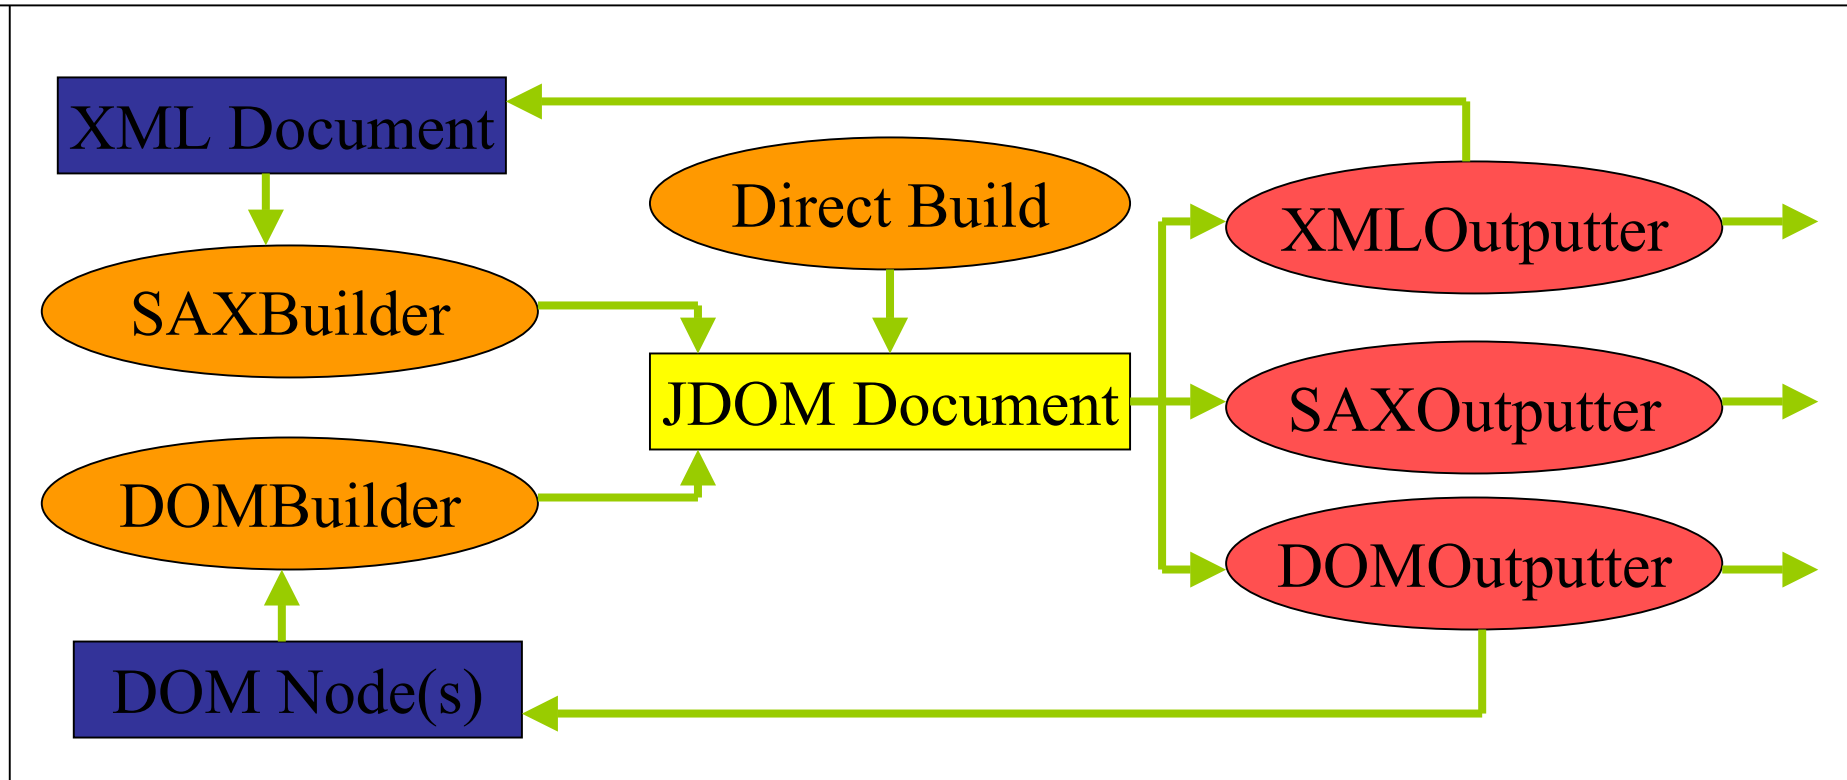 XML Document
Direct Build
XMLOutputter
SAXBuilder
JDOM Document
SAXOutputter
DOMBuilder
DOMOutputter
DOM Node(s)